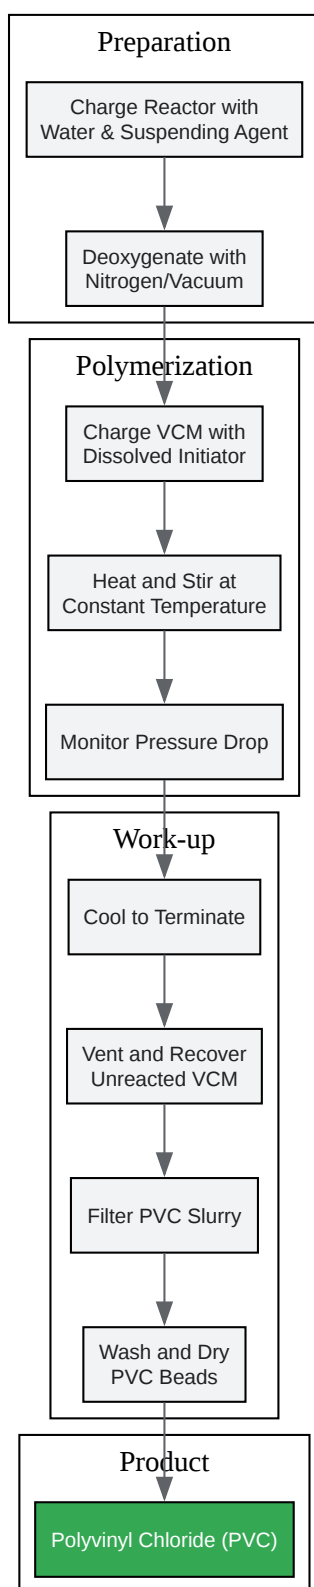 Preparation
Charge Reactor with
Water & Suspending Agent
Deoxygenate with
Nitrogen/Vacuum
Polymerization
Charge VCM with
Dissolved Initiator
Heat and Stir at
Constant Temperature
Monitor Pressure Drop
Work-up
Cool to Terminate
Vent and Recover
Unreacted VCM
Filter PVC Slurry
Wash and Dry
PVC Beads
Product
Polyvinyl Chloride (PVC)